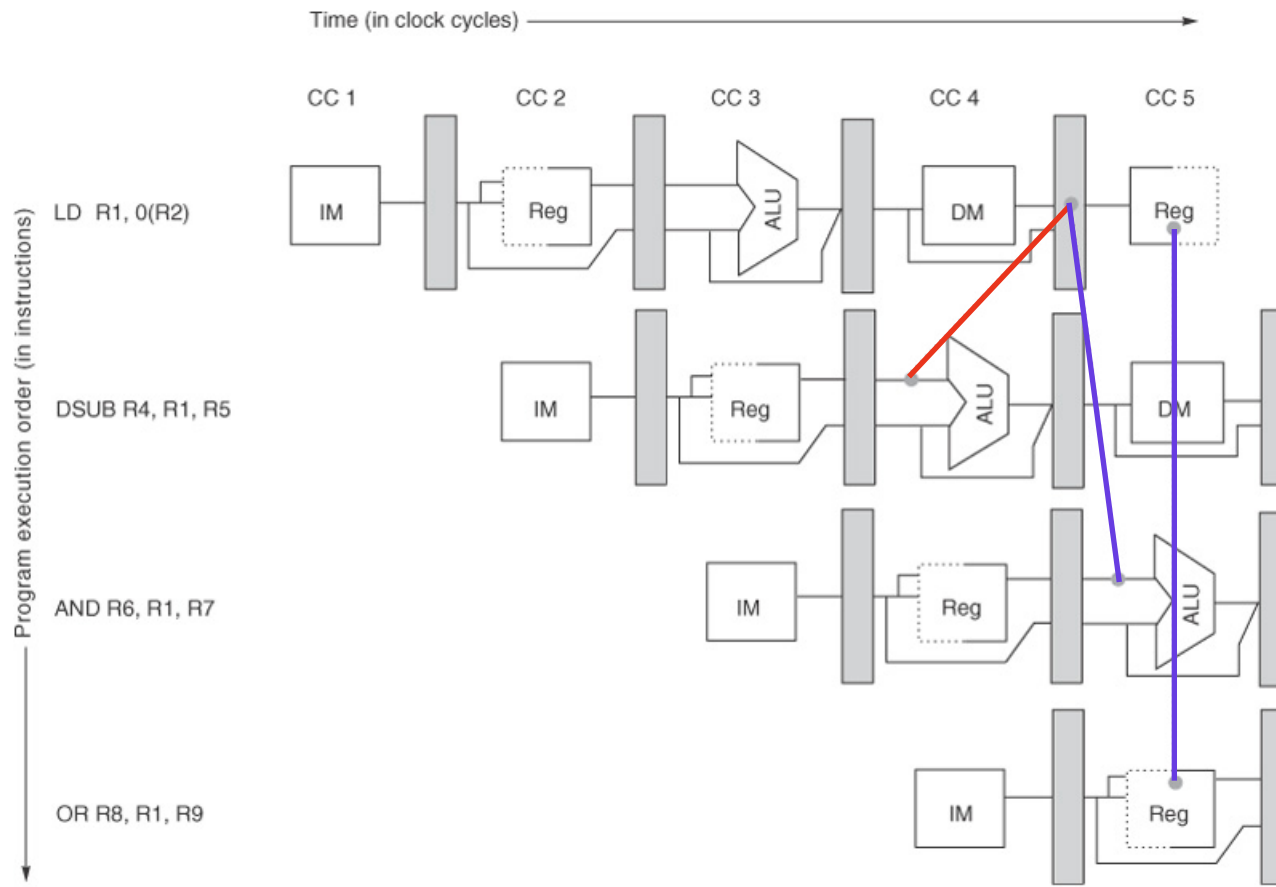 Time (in clock cycles)
CC 1 CC 2 CC 3 CC 4 CC 5
Program execution order (in instructions)
LD R1, 0(R2) IM Reg ALU DM Reg
DSUB R4, R1, R5 IM Reg ALU DM
AND R6, R1, R7 IM Reg ALU
OR R8, R1, R9 IM Reg